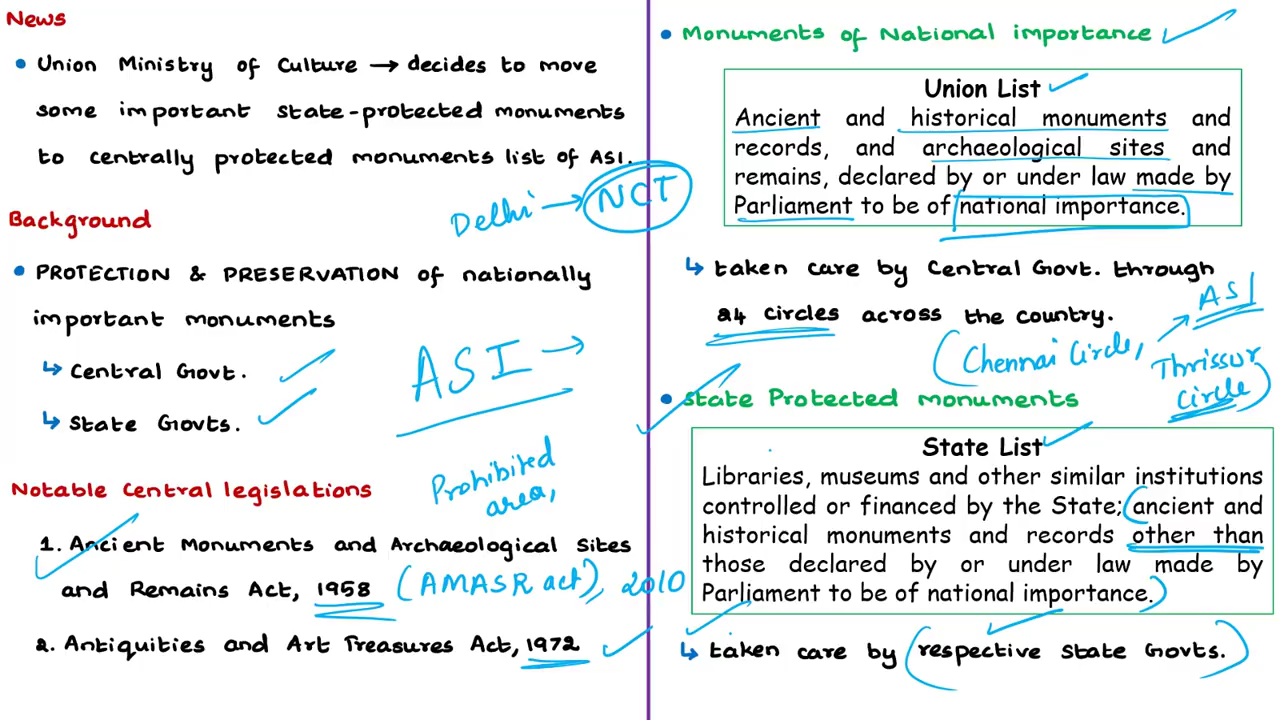 News
• Union Ministry of Culture → decides to move
some important state-protected monuments
to centrally protected monuments list of ASI.
Delhi → NCT
Background
• PROTECTION & PRESERVATION of nationally
important monuments
↳ Central Govt.
↳ State Govts.
ASI →
Prohibited
area,
Notable Central legislations
1. Ancient Monuments and Archaeological Sites
and Remains Act, 1958 (AMASR act), 2010
2. Antiquities and Art Treasures Act, 1972
• Monuments of National importance
Union List
Ancient and historical monuments and
records, and archaeological sites and
remains, declared by or under law made by
Parliament to be of national importance.
↳ taken care by Central Govt. through
24 circles across the country.
ASI
(Chennai Circle,
Thrissur
circle)
• State Protected monuments
State List
Libraries, museums and other similar institutions
controlled or financed by the State; (ancient and
historical monuments and records other than
those declared by or under law made by
Parliament to be of national importance.)
↳ taken care by (respective State Govts.)